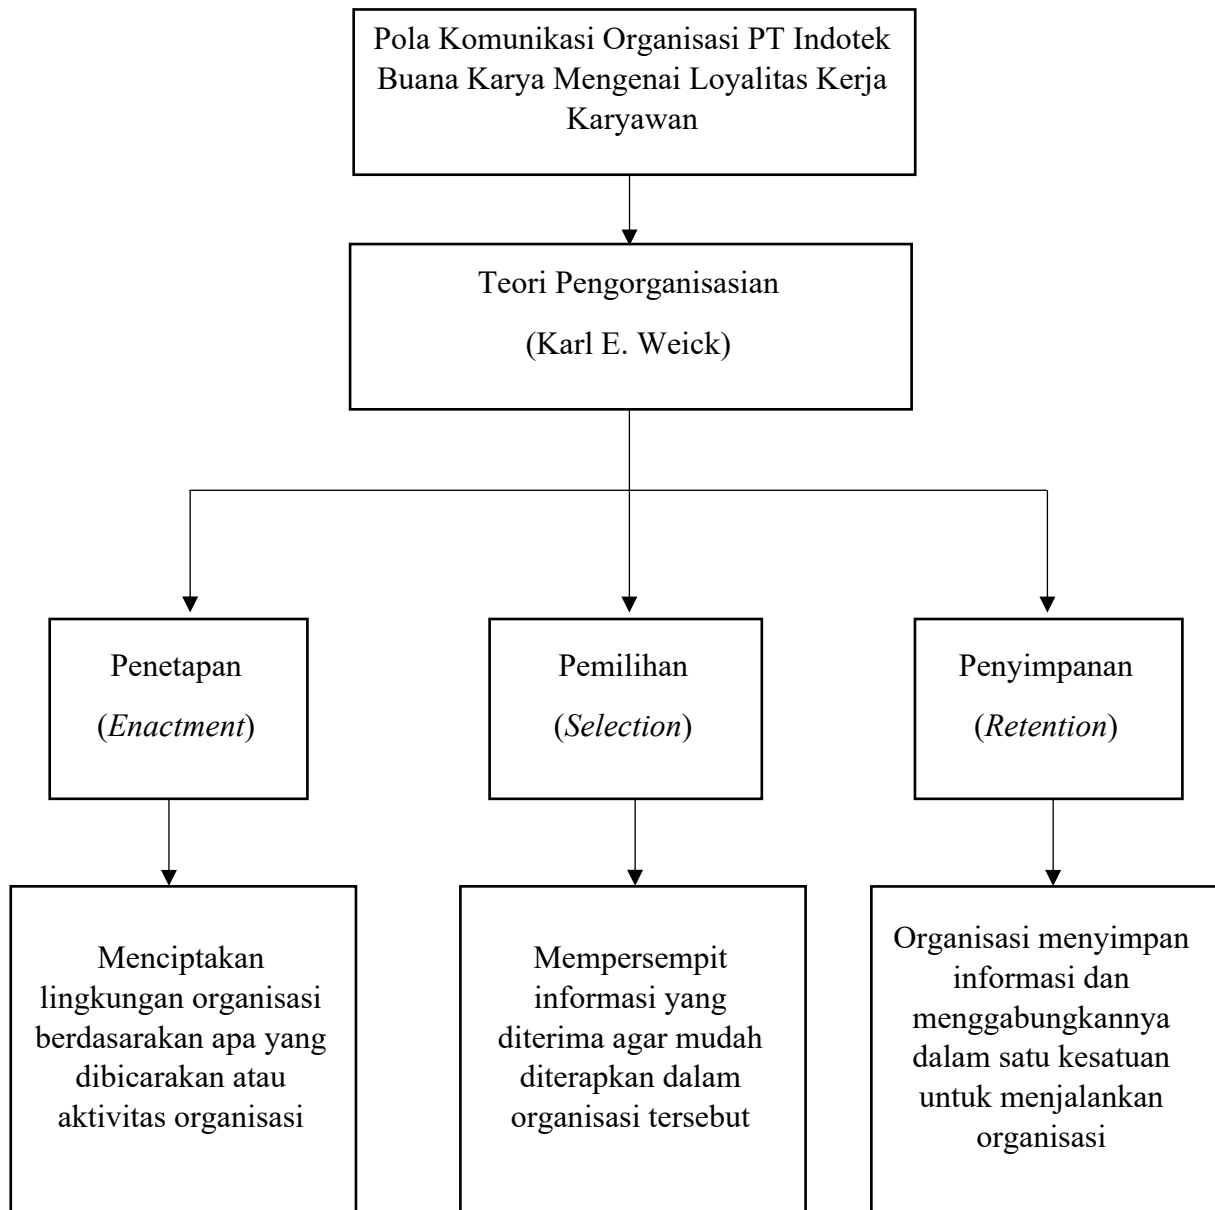 Pola Komunikasi Organisasi PT Indotek
Buana Karya Mengenai Loyalitas Kerja
Karyawan
Teori Pengorganisasian
(Karl E. Weick)
Penetapan
(Enactment)
Pemilihan
(Selection)
Penyimpanan
(Retention)
Menciptakan
lingkungan organisasi
berdasarakan apa yang
dibicarakan atau
aktivitas organisasi
Mempersempit
informasi yang
diterima agar mudah
diterapkan dalam
organisasi tersebut
Organisasi menyimpan
informasi dan
menggabungkannya
dalam satu kesatuan
untuk menjalankan
organisasi